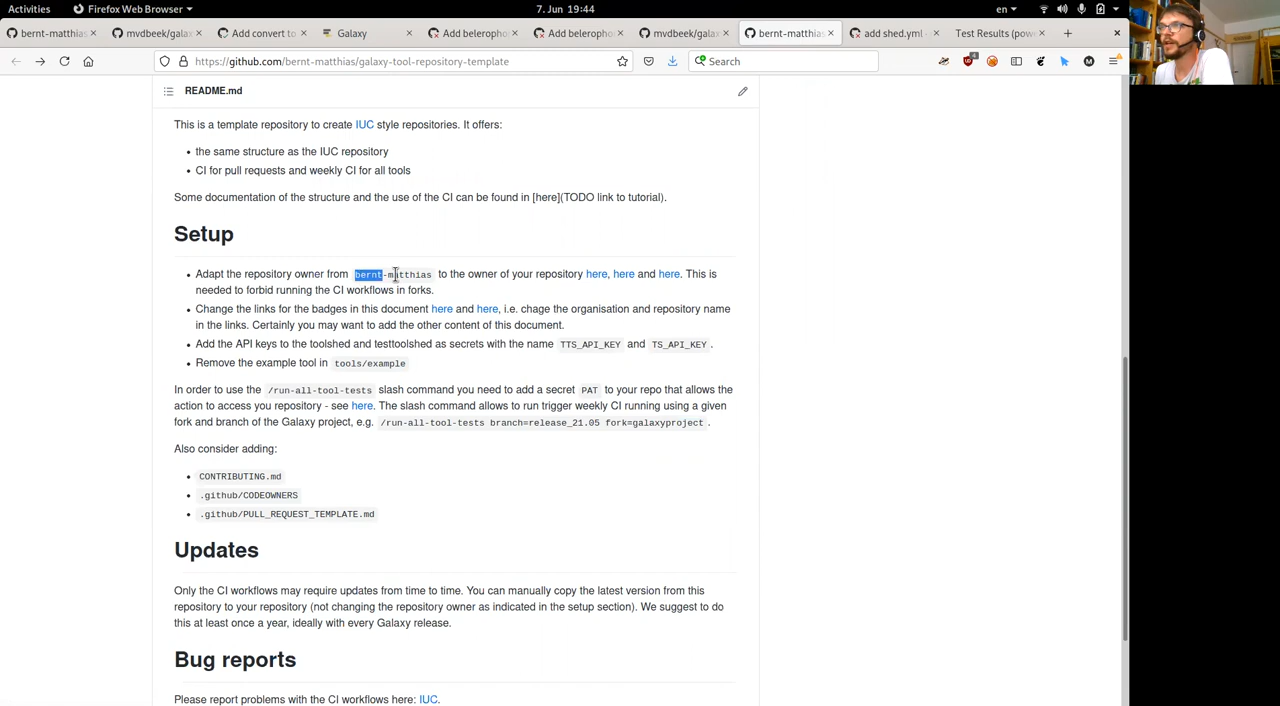 Activities Firefox Web Browser 7. Jun 19:44 en
bernt-matthias mvdbeek/gala Add convert to Galaxy Add belerophon Add belerophon mvdbeek/gala bernt-matthias add shed.yml Test Results (pow
https://github.com/bernt-matthias/galaxy-tool-repository-template Search
README.md
This is a template repository to create IUC style repositories. It offers:
• the same structure as the IUC repository
• CI for pull requests and weekly CI for all tools
Some documentation of the structure and the use of the CI can be found in [here](TODO link to tutorial).
Setup
• Adapt the repository owner from bernt-matthias to the owner of your repository here, here and here. This is
needed to forbid running the CI workflows in forks.
• Change the links for the badges in this document here and here, i.e. chage the organisation and repository name
in the links. Certainly you may want to add the other content of this document.
• Add the API keys to the toolshed and testtoolshed as secrets with the name TTS_API_KEY and TS_API_KEY .
• Remove the example tool in tools/example
In order to use the /run-all-tool-tests slash command you need to add a secret PAT to your repo that allows the
action to access you repository - see here. The slash command allows to run trigger weekly CI running using a given
fork and branch of the Galaxy project, e.g. /run-all-tool-tests branch=release_21.05 fork=galaxyproject .
Also consider adding:
• CONTRIBUTING.md
• .github/CODEOWNERS
• .github/PULL_REQUEST_TEMPLATE.md
Updates
Only the CI workflows may require updates from time to time. You can manually copy the latest version from this
repository to your repository (not changing the repository owner as indicated in the setup section). We suggest to do
this at least once a year, ideally with every Galaxy release.
Bug reports
Please report problems with the CI workflows here: IUC.